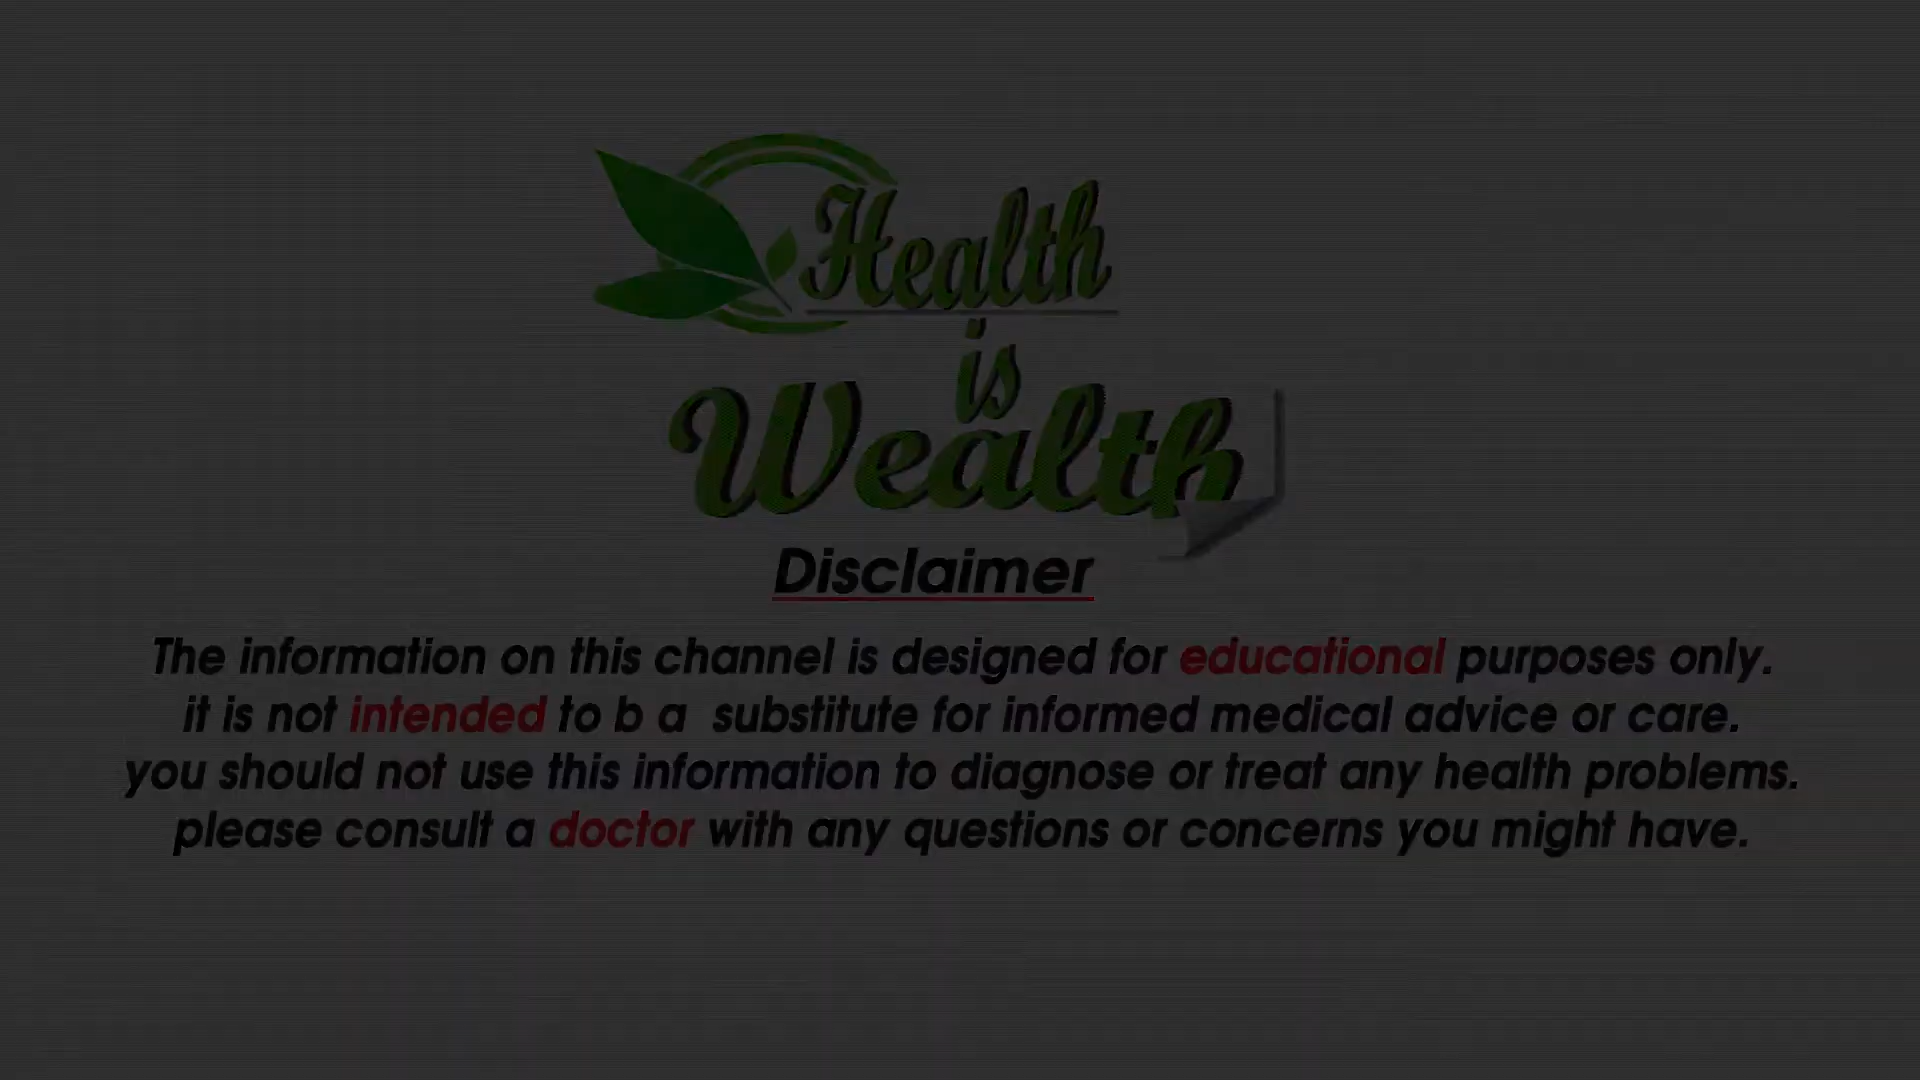 Health
is
Wealth
Disclaimer
The information on this channel is designed for educational purposes only.
it is not intended to b a substitute for informed medical advice or care.
you should not use this information to diagnose or treat any health problems.
please consult a doctor with any questions or concerns you might have.